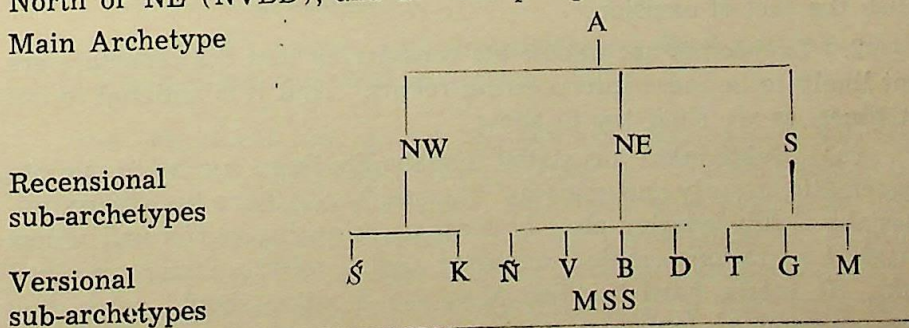 Main Archetype
A
NW NE S
Recensional
sub-archetypes
Ś K Ñ V B D T G M
Versional
MSS
sub-archetypes